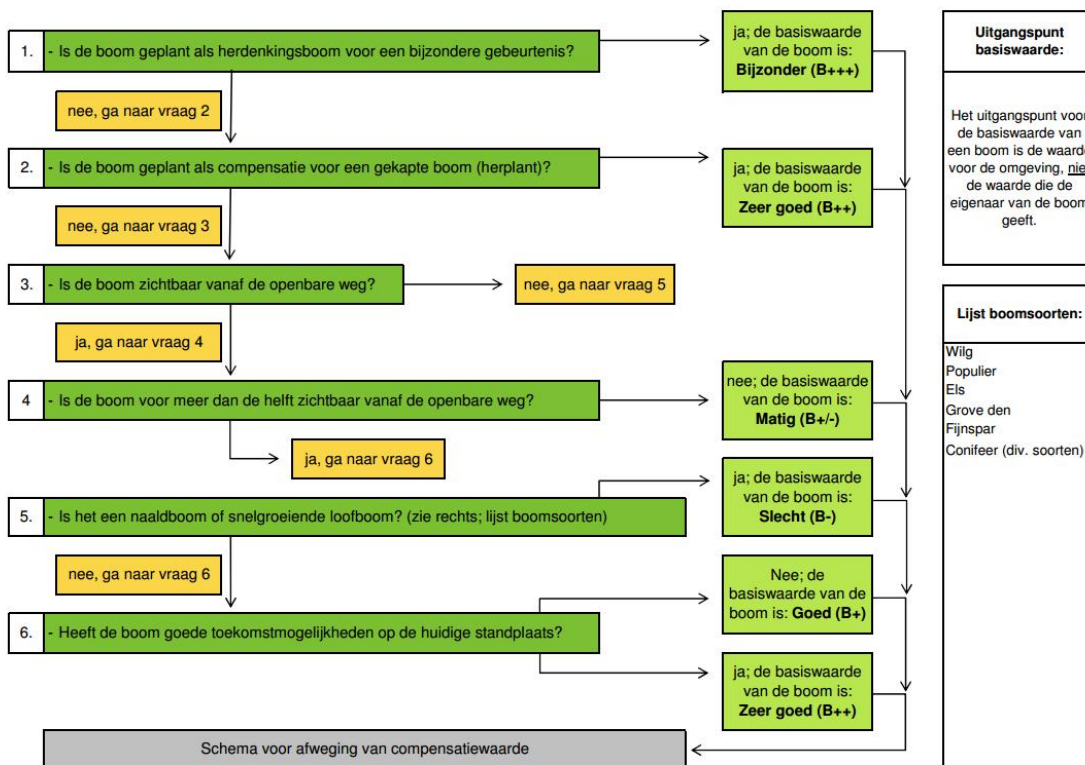 1. - Is de boom geplant als herdenkingsboom voor een bijzondere gebeurtenis?
ja; de basiswaarde
van de boom is:
Bijzonder (B+++)
nee, ga naar vraag 2
2. - Is de boom geplant als compensatie voor een gekapte boom (herplant)?
ja; de basiswaarde
van de boom is:
Zeer goed (B++)
nee, ga naar vraag 3
3. - Is de boom zichtbaar vanaf de openbare weg?
nee, ga naar vraag 5
ja, ga naar vraag 4
4 - Is de boom voor meer dan de helft zichtbaar vanaf de openbare weg?
nee; de basiswaarde
van de boom is:
Matig (B+/-)
ja, ga naar vraag 6
5. - Is het een naaldboom of snelgroeiende loofboom? (zie rechts; lijst boomsoorten)
ja; de basiswaarde
van de boom is:
Slecht (B-)
nee, ga naar vraag 6
6. - Heeft de boom goede toekomstmogelijkheden op de huidige standplaats?
Nee; de
basiswaarde van de
boom is: Goed (B+)
ja; de basiswaarde
van de boom is:
Zeer goed (B++)
Schema voor afweging van compensatiewaarde
Uitgangspunt
basiswaarde:
Het uitgangspunt voor
de basiswaarde van
een boom is de waarde
voor de omgeving, nie
de waarde die de
eigenaar van de boom
geeft.
Lijst boomsoorten:
Wilg
Populier
Els
Grove den
Fijnspar
Conifeer (div. soorten)